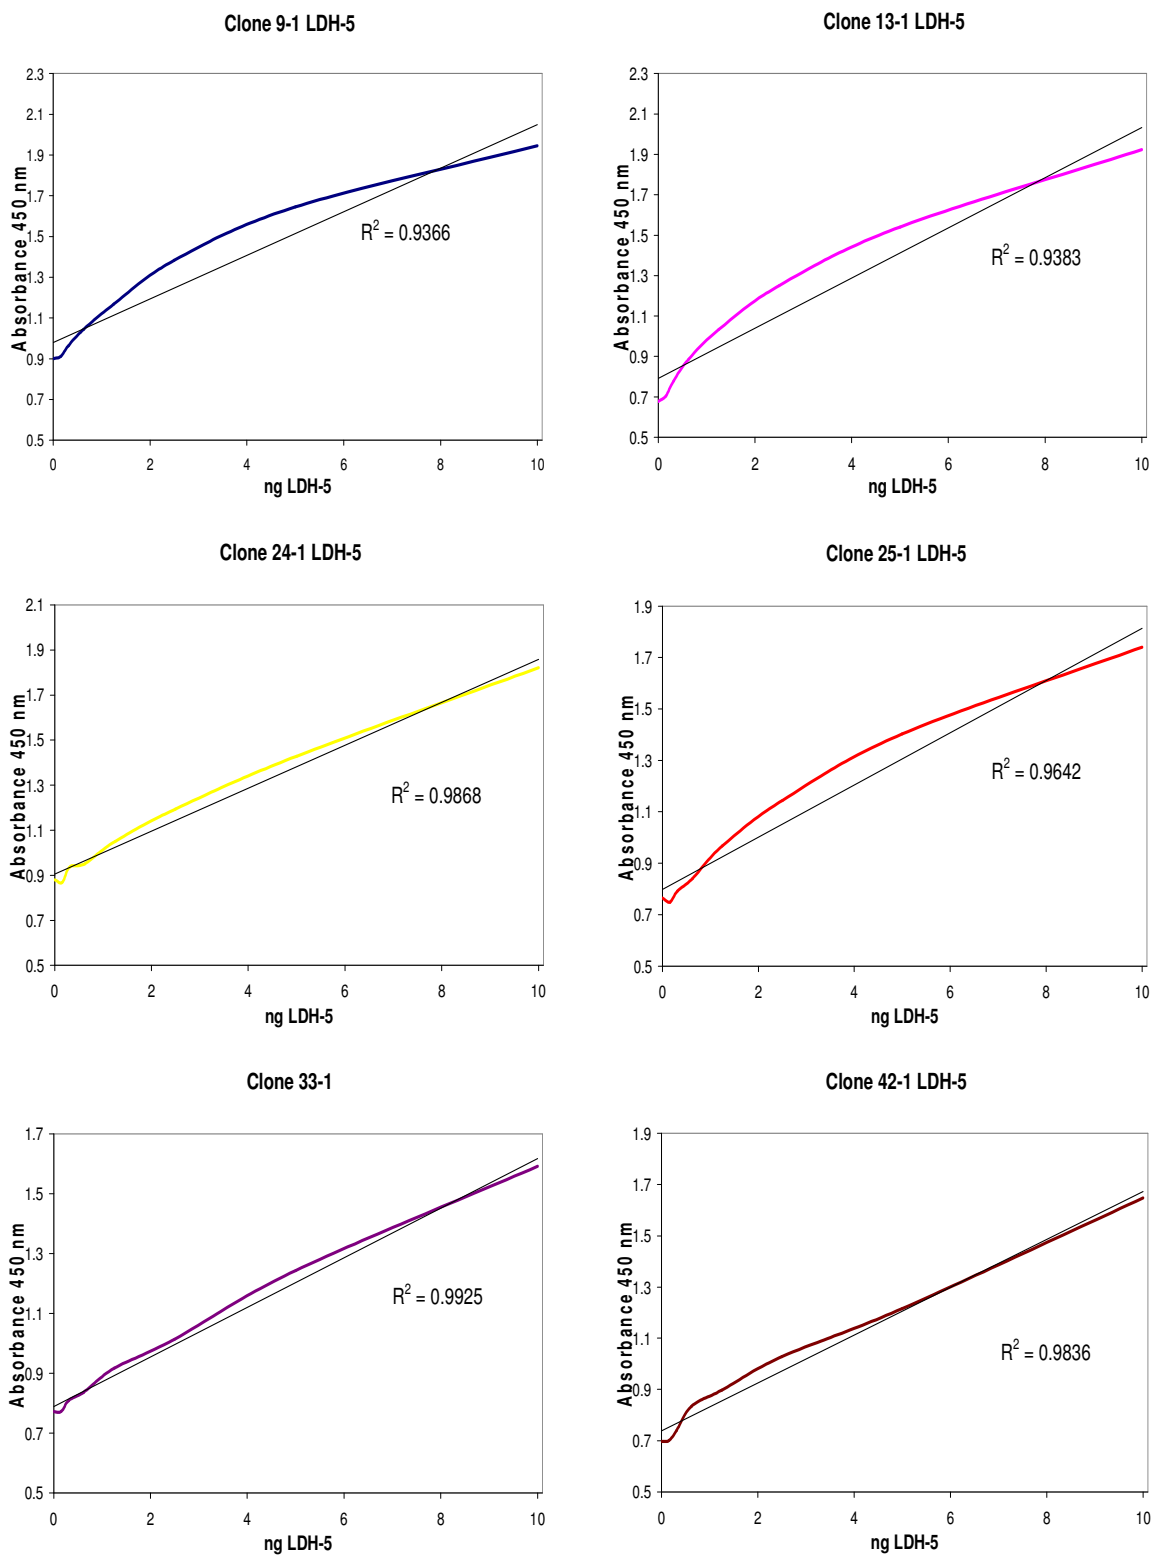 Clone 9-1 LDH-5
2.3
2.1
1.9
1.7
1.5
1.3
1.1
0.9
0.7
0.5
Absorbance 450 nm
R² = 0.9366
0 2 4 6 8 10
ng LDH-5
Clone 13-1 LDH-5
2.3
2.1
1.9
1.7
1.5
1.3
1.1
0.9
0.7
0.5
Absorbance 450 nm
R² = 0.9383
0 2 4 6 8 10
ng LDH-5
Clone 24-1 LDH-5
2.1
1.9
1.7
1.5
1.3
1.1
0.9
0.7
0.5
Absorbance 450 nm
R² = 0.9868
0 2 4 6 8 10
ng LDH-5
Clone 25-1 LDH-5
1.9
1.7
1.5
1.3
1.1
0.9
0.7
0.5
Absorbance 450 nm
R² = 0.9642
0 2 4 6 8 10
ng LDH-5
Clone 33-1
1.7
1.5
1.3
1.1
0.9
0.7
0.5
Absorbance 450 nm
R² = 0.9925
0 2 4 6 8 10
ng LDH-5
Clone 42-1 LDH-5
1.9
1.7
1.5
1.3
1.1
0.9
0.7
0.5
Absorbance 450 nm
R² = 0.9836
0 2 4 6 8 10
ng LDH-5